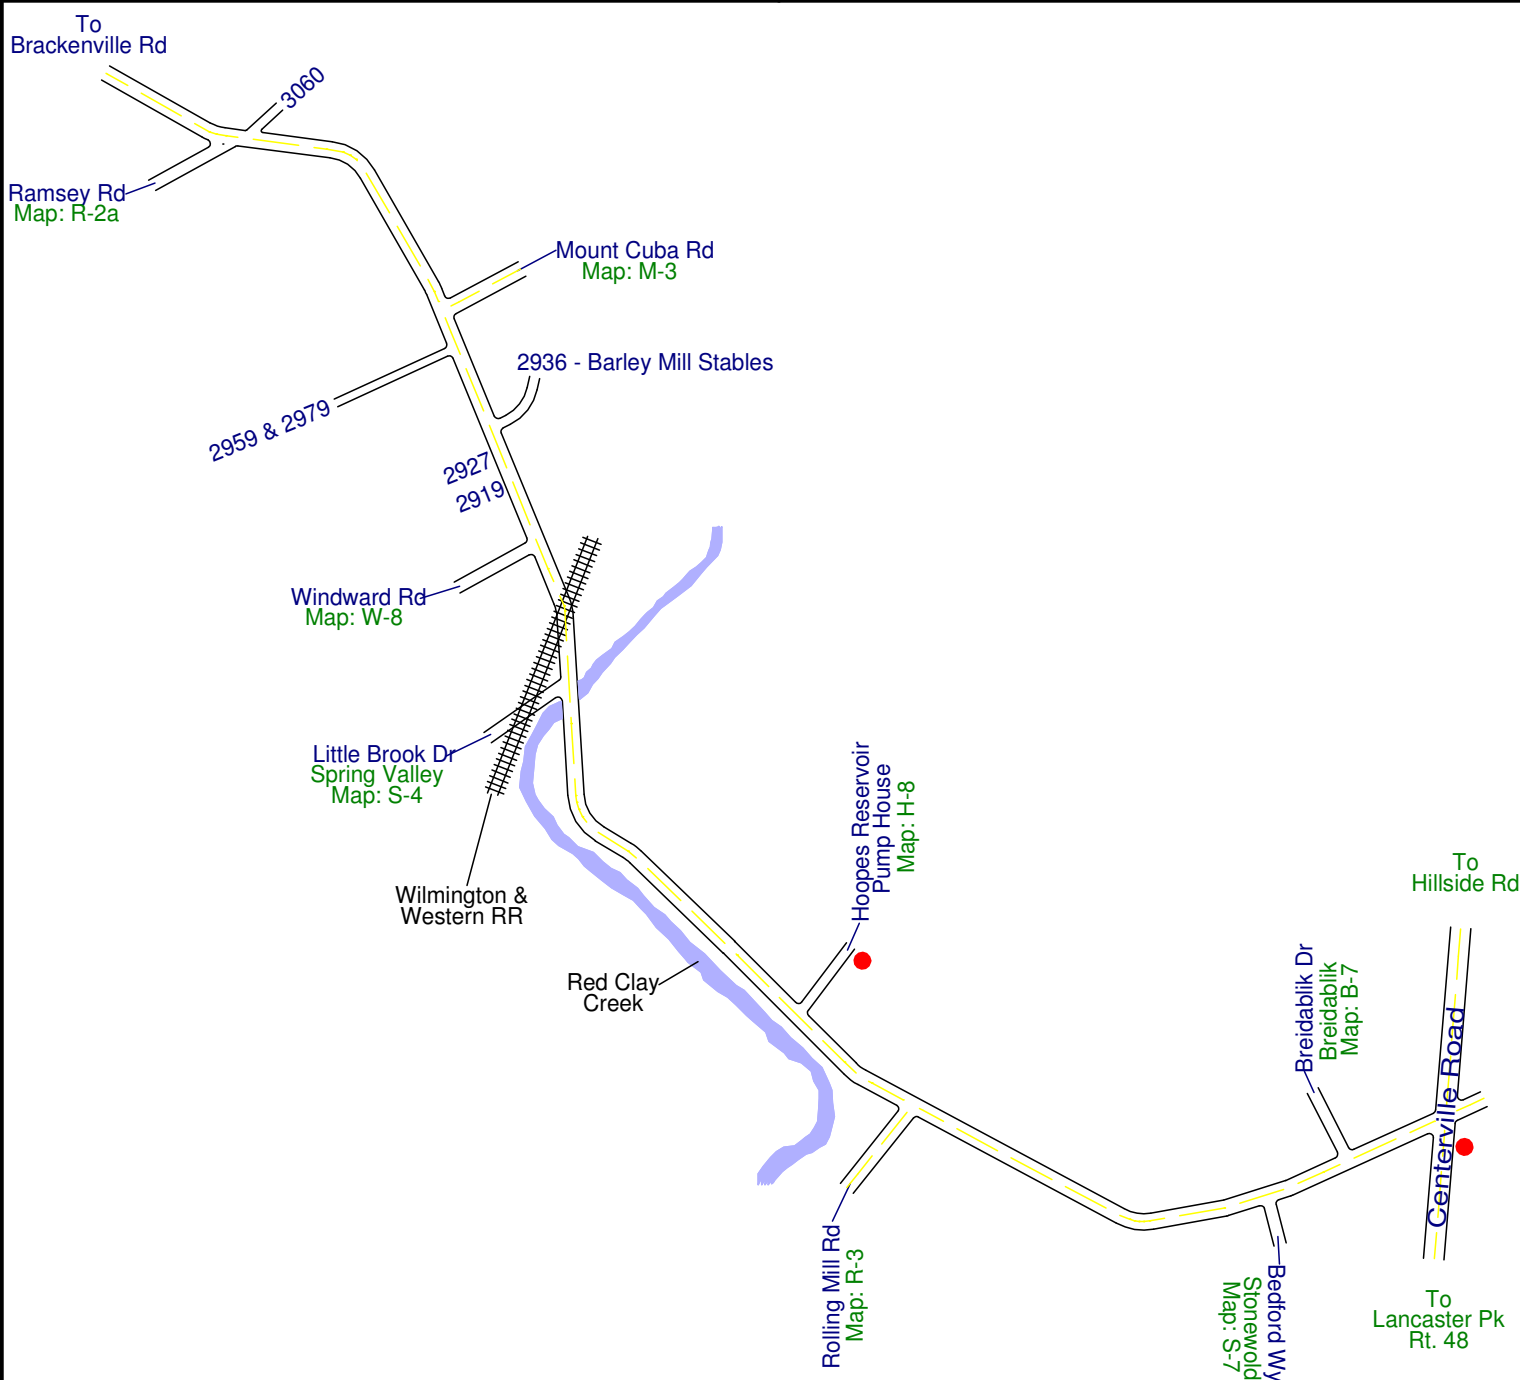 To
Brackenville Rd
3060
Ramsey Rd
Map: R-2a
Mount Cuba Rd
Map: M-3
2936 - Barley Mill Stables
2959 & 2979
2927
2919
Windward Rd
Map: W-8
Little Brook Dr
Spring Valley
Map: S-4
Wilmington &
Western RR
Red Clay
Creek
Hoopes Reservoir
Pump House
Map: H-8
To
Hillside Rd
Breidablik Dr
Breidablik
Map: B-7
Centerville Road
Rolling Mill Rd
Map: R-3
Bedford Wy
Stonewold
Map: S-7
To
Lancaster Pk
Rt. 48